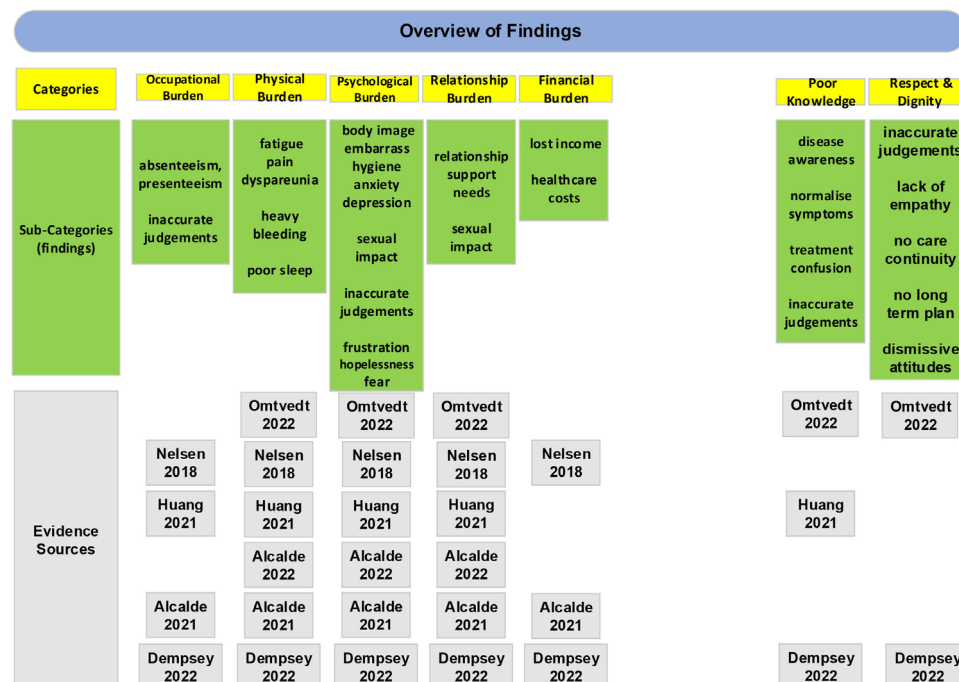 Overview of Findings
Categories
Occupational
Burden
Physical
Burden
Psychological
Burden
Relationship
Burden
Financial
Burden
Poor
Knowledge
Respect &
Dignity
Sub-Categories
(findings)
absenteeism,
presenteeism
inaccurate
judgements
fatigue
pain
dyspareunia
heavy
bleeding
poor sleep
body image
embarrass
hygiene
anxiety
depression
sexual
impact
inaccurate
judgements
frustration
hopelessness
fear
relationship
support
needs
sexual
impact
lost income
healthcare
costs
disease
awareness
normalise
symptoms
treatment
confusion
inaccurate
judgements
inaccurate
judgements
lack of
empathy
no care
continuity
no long
term plan
dismissive
attitudes
Evidence
Sources
Omtvedt
2022
Omtvedt
2022
Omtvedt
2022
Omtvedt
2022
Omtvedt
2022
Nelsen
2018
Nelsen
2018
Nelsen
2018
Nelsen
2018
Nelsen
2018
Huang
2021
Huang
2021
Huang
2021
Huang
2021
Huang
2021
Alcalde
2022
Alcalde
2022
Alcalde
2022
Alcalde
2021
Alcalde
2021
Alcalde
2021
Alcalde
2021
Alcalde
2021
Dempsey
2022
Dempsey
2022
Dempsey
2022
Dempsey
2022
Dempsey
2022
Dempsey
2022
Dempsey
2022